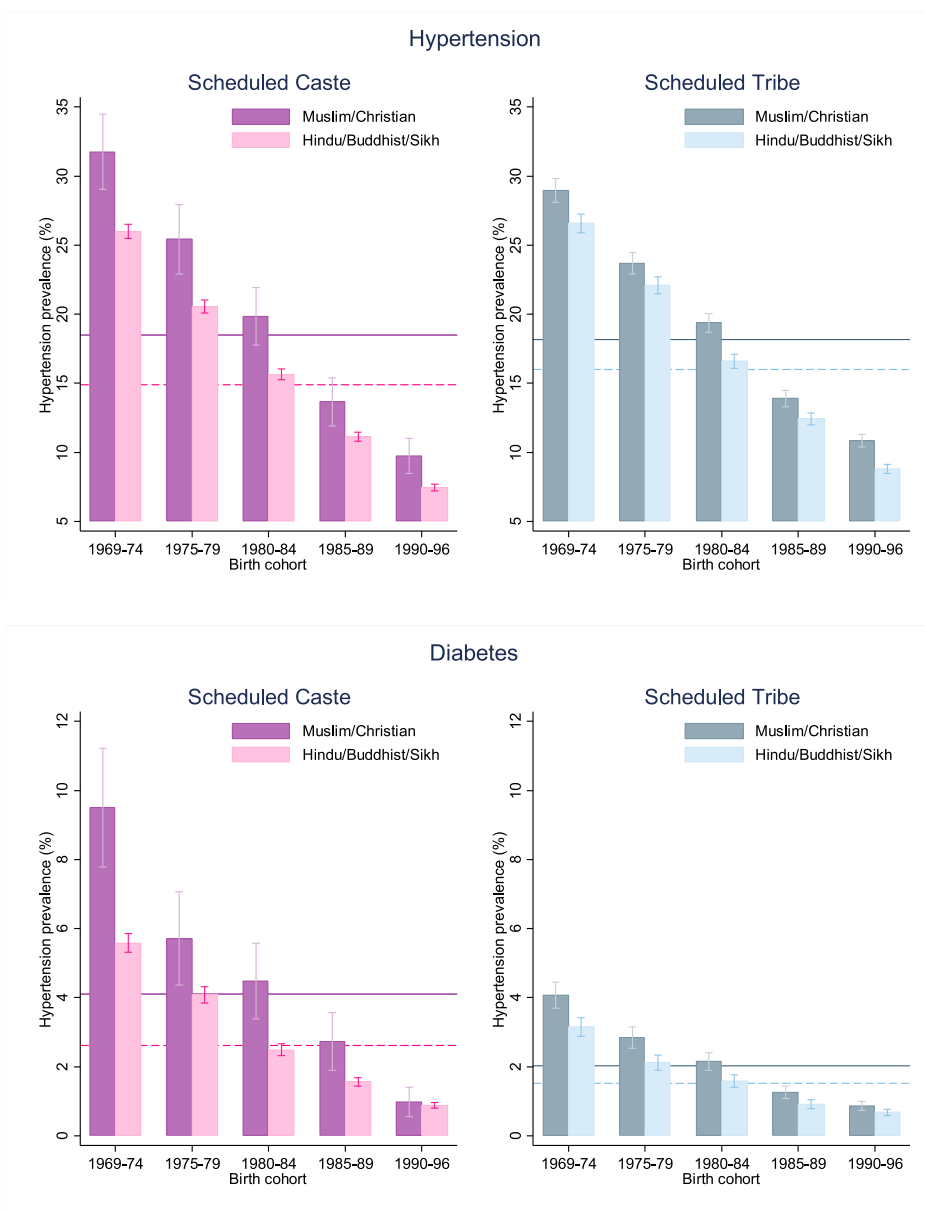 Hypertension
Scheduled Caste
Muslim/Christian
Hindu/Buddhist/Sikh
Hypertension prevalence (%)
35
30
25
20
15
10
5
1969-74 1975-79 1980-84 1985-89 1990-96
Birth cohort
Scheduled Tribe
Muslim/Christian
Hindu/Buddhist/Sikh
Hypertension prevalence (%)
35
30
25
20
15
10
5
1969-74 1975-79 1980-84 1985-89 1990-96
Birth cohort
Diabetes
Scheduled Caste
Muslim/Christian
Hindu/Buddhist/Sikh
Hypertension prevalence (%)
12
10
8
6
4
2
0
1969-74 1975-79 1980-84 1985-89 1990-96
Birth cohort
Scheduled Tribe
Muslim/Christian
Hindu/Buddhist/Sikh
Hypertension prevalence (%)
12
10
8
6
4
2
0
1969-74 1975-79 1980-84 1985-89 1990-96
Birth cohort